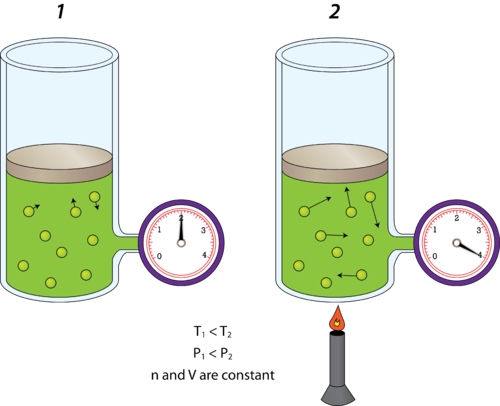 1
2
0 1 2 3 4
0 1 2 3 4
T₁ < T₂
P₁ < P₂
n and V are constant